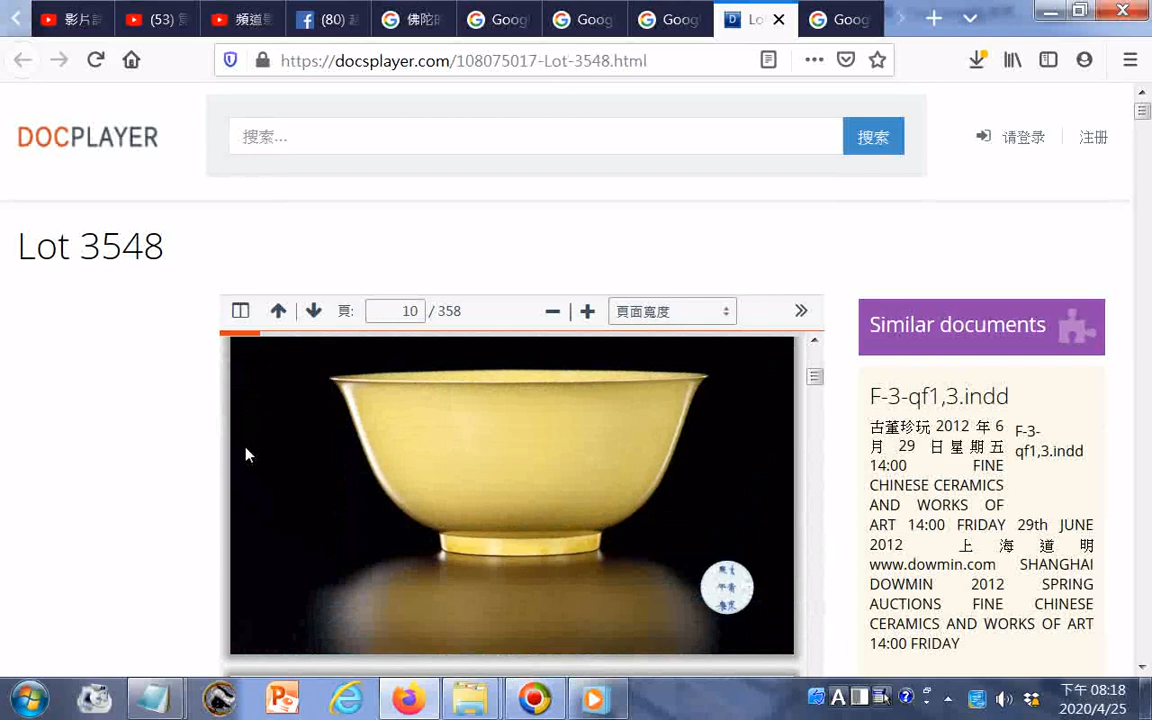 影片
(53)
頻道
(80)
佛陀
Goog
Goog
Goog
Lo
Goog
https://docsplayer.com/108075017-Lot-3548.html
DOCPLAYER
搜索...
搜索
请登录
注册
Lot 3548
頁:
10
/ 358
頁面寬度
Similar documents
F-3-qf1,3.indd
古董珍玩 2012 年 6
月 29 日星期五
14:00 FINE
CHINESE CERAMICS
AND WORKS OF
ART 14:00 FRIDAY 29th JUNE
2012 上海道明
www.dowmin.com SHANGHAI
DOWMIN 2012 SPRING
AUCTIONS FINE CHINESE
CERAMICS AND WORKS OF ART
14:00 FRIDAY
F-3-
qf1,3.indd
下午 08:18
2020/4/25